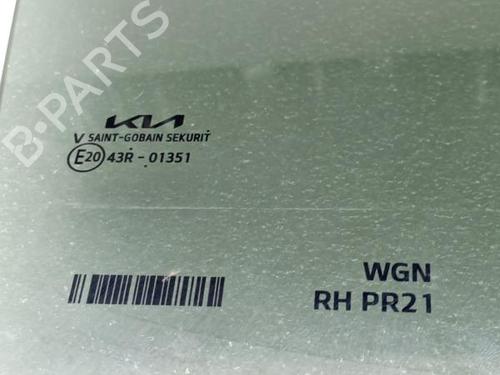 B-PARTS
KIA
V SAINT-GOBAIN SEKURIT
E20 43R - 01351
WGN
RH PR21